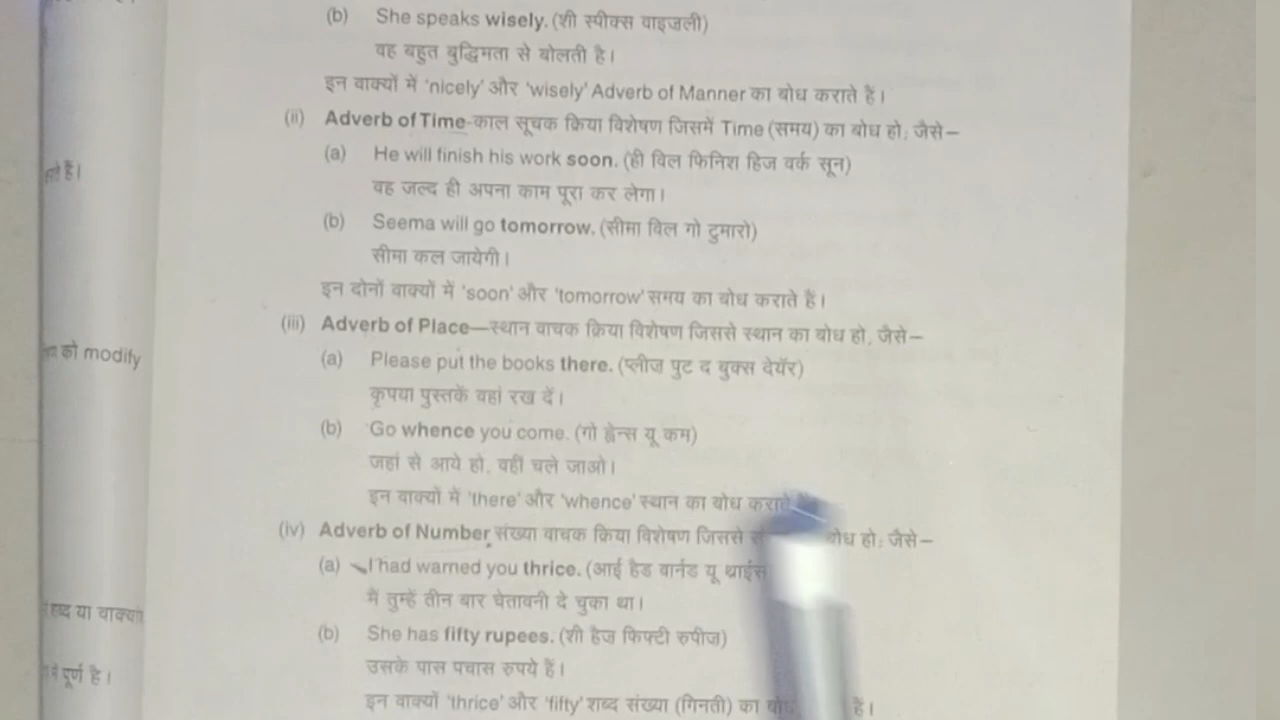 (b) She speaks wisely. (शी स्पीक्स वाइजली)
वह बहुत बुद्धिमता से बोलती है।
इन वाक्यों में 'nicely' और 'wisely' Adverb of Manner का बोध कराते हैं।
(ii) Adverb of Time-काल सूचक क्रिया विशेषण जिसमें Time (समय) का बोध हो, जैसे—
(a) He will finish his work soon. (ही विल फिनिश हिज वर्क सून)
वह जल्द ही अपना काम पूरा कर लेगा।
(b) Seema will go tomorrow. (सीमा विल गो टुमारो)
सीमा कल जायेगी।
इन दोनों वाक्यों में 'soon' और 'tomorrow' समय का बोध कराते हैं।
(iii) Adverb of Place—स्थान वाचक क्रिया विशेषण जिससे स्थान का बोध हो, जैसे—
(a) Please put the books there. (प्लीज पुट द बुक्स देयॅर)
कृपया पुस्तकें वहां रख दें।
(b) Go whence you come. (गो ह्वेन्स यू कम)
जहां से आये हो, वहीं चले जाओ।
इन वाक्यों में 'there' और 'whence' स्थान का बोध कराते
(iv) Adverb of Number संख्या वाचक क्रिया विशेषण जिससे बोध हो, जैसे—
(a) I had warned you thrice. (आई हैड वार्नड यू थ्राईस
मैं तुम्हें तीन बार चेतावनी दे चुका था।
(b) She has fifty rupees. (शी हैज फिफ्टी रुपीज)
उसके पास पचास रुपये हैं।
इन वाक्यों 'thrice' और 'fifty' शब्द संख्या (गिनती) का हैं।
हैं।
को modify
या वाक्यों
पूर्ण है।